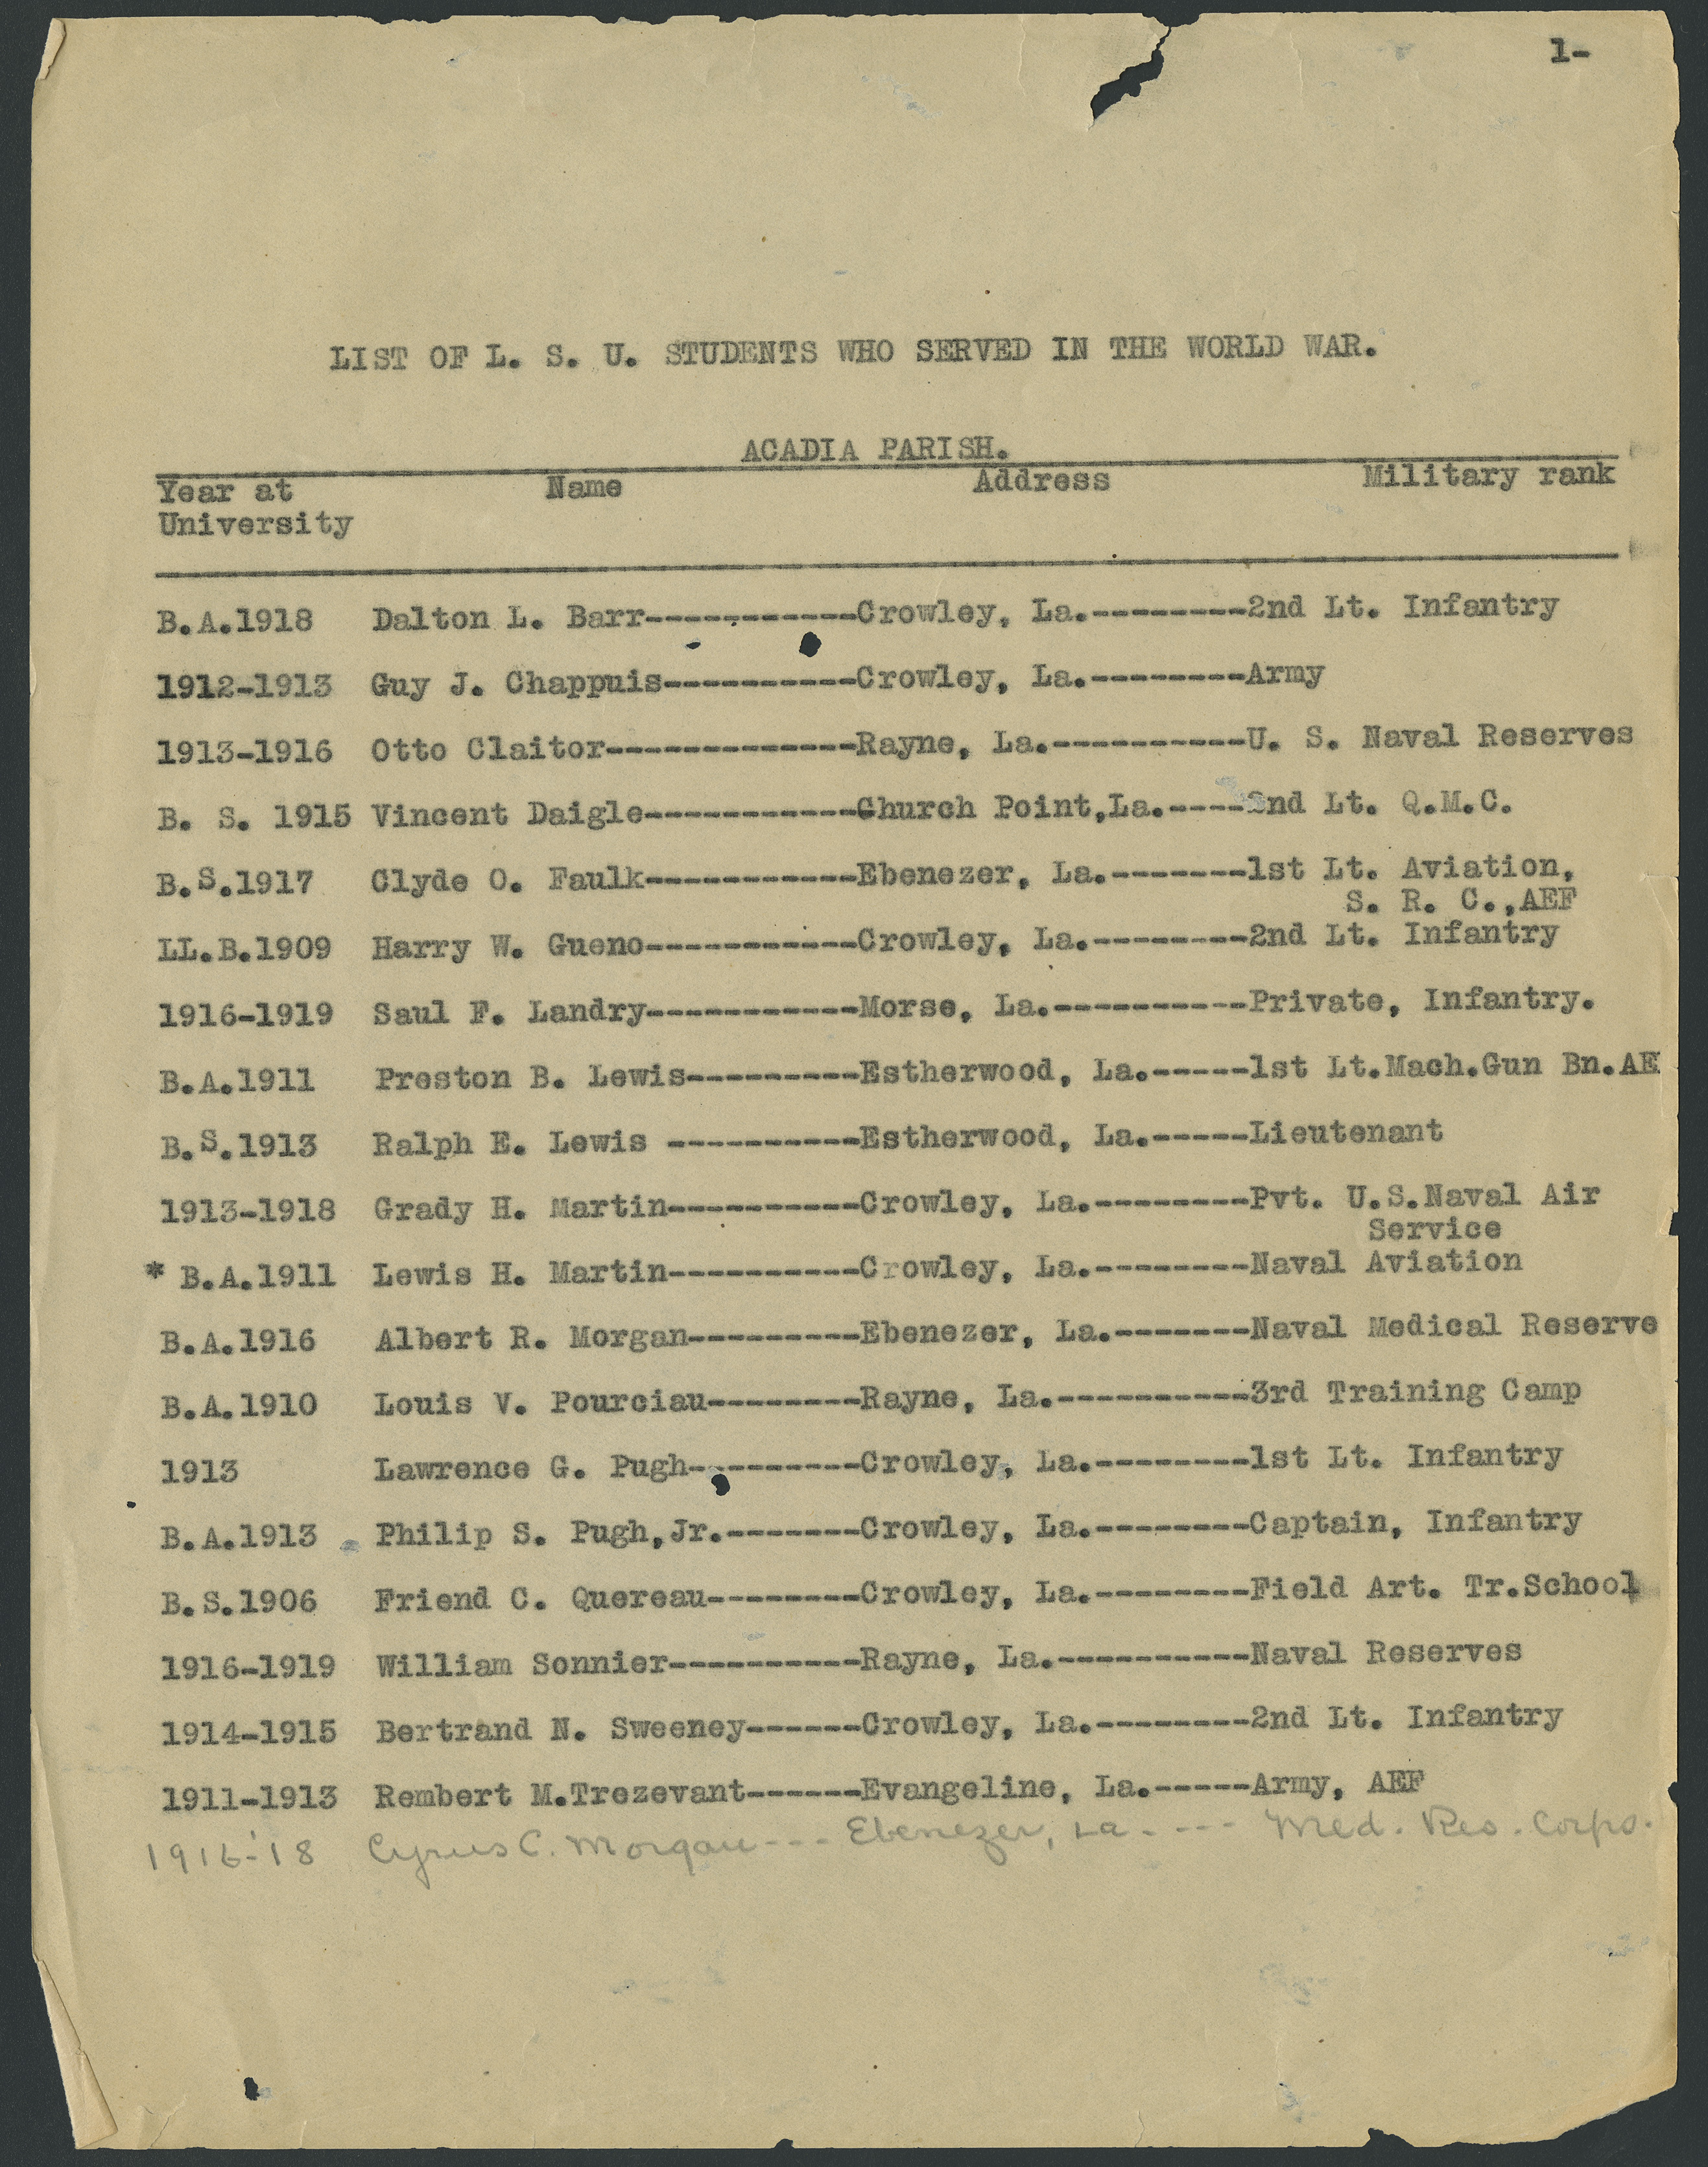 1-
LIST OF L. S. U. STUDENTS WHO SERVED IN THE WORLD WAR.
ACADIA PARISH.
Year at Name Address Military rank
University
B.A.1918 Dalton L. Barr-----------Crowley, La.--------2nd Lt. Infantry
1912-1913 Guy J. Chappuis----------Crowley, La.--------Army
1913-1916 Otto Claitor-------------Rayne, La.----------U. S. Naval Reserves
B. S. 1915 Vincent Daigle-----------Church Point,La.----2nd Lt. Q.M.C.
B.S.1917 Clyde O. Faulk-----------Ebenezer, La.-------1st Lt. Aviation,
S. R. C.,AEF
LL.B.1909 Harry W. Gueno-----------Crowley, La.--------2nd Lt. Infantry
1916-1919 Saul F. Landry-----------Morse, La.----------Private, Infantry.
B.A.1911 Preston B. Lewis---------Estherwood, La.-----1st Lt.Mach.Gun Bn.AE
B.S.1913 Ralph E. Lewis ----------Estherwood, La.-----Lieutenant
1913-1918 Grady H. Martin----------Crowley, La.--------Pvt. U.S.Naval Air
Service
* B.A.1911 Lewis H. Martin----------Crowley, La.--------Naval Aviation
B.A.1916 Albert R. Morgan---------Ebenezer, La.-------Naval Medical Reserve
B.A.1910 Louis V. Pourciau--------Rayne, La.----------3rd Training Camp
1913 Lawrence G. Pugh---------Crowley, La.--------1st Lt. Infantry
B.A.1913 Philip S. Pugh,Jr.-------Crowley, La.--------Captain, Infantry
B.S.1906 Friend C. Quereau--------Crowley, La.--------Field Art. Tr.School
1916-1919 William Sonnier----------Rayne, La.----------Naval Reserves
1914-1915 Bertrand N. Sweeney------Crowley, La.--------2nd Lt. Infantry
1911-1913 Rembert M.Trezevant------Evangeline, La.-----Army, AEF
1916-'18 Cyrus C. Morgan--- Ebenezer, La. --- Med. Res. Corps.